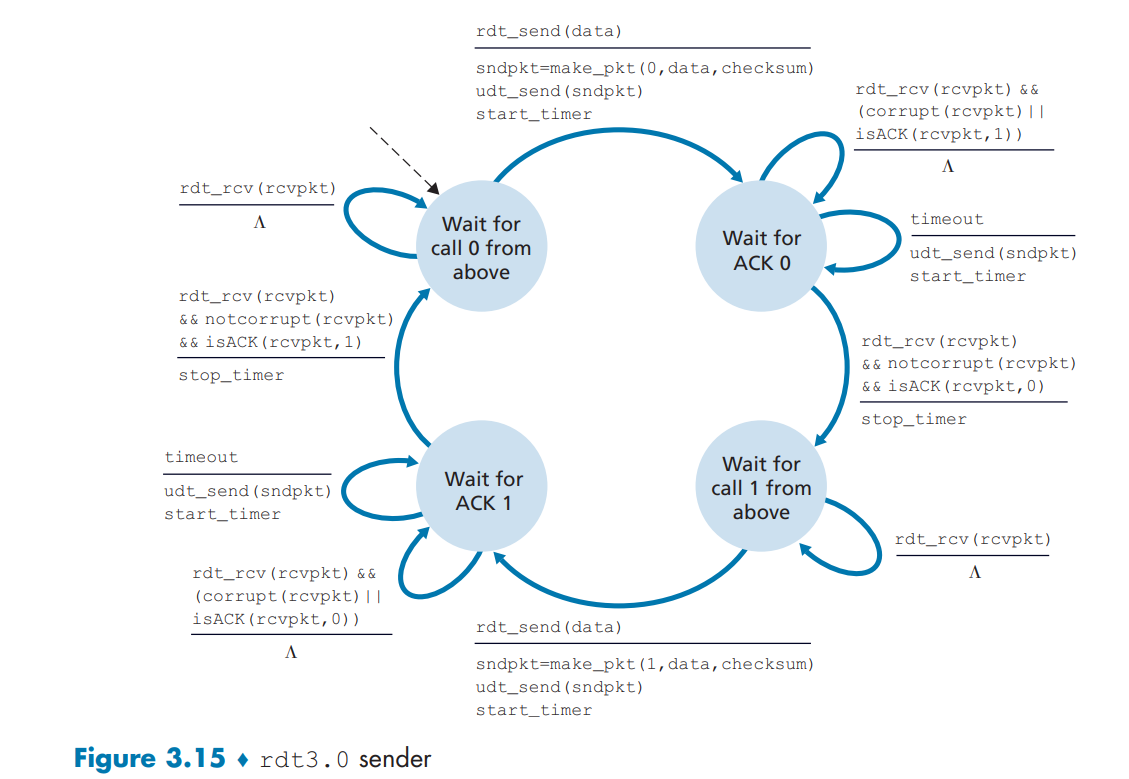 rdt_send(data)
sndpkt=make_pkt(0,data,checksum)
udt_send(sndpkt)
start_timer
rdt_rcv(rcvpkt) &&
(corrupt(rcvpkt)||
isACK(rcvpkt,1))
Λ
rdt_rcv(rcvpkt)
Λ
Wait for
call 0 from
above
Wait for
ACK 0
timeout
udt_send(sndpkt)
start_timer
rdt_rcv(rcvpkt)
&& notcorrupt(rcvpkt)
&& isACK(rcvpkt,1)
stop_timer
rdt_rcv(rcvpkt)
&& notcorrupt(rcvpkt)
&& isACK(rcvpkt,0)
stop_timer
timeout
udt_send(sndpkt)
start_timer
Wait for
ACK 1
Wait for
call 1 from
above
rdt_rcv(rcvpkt)
Λ
rdt_rcv(rcvpkt) &&
(corrupt(rcvpkt)||
isACK(rcvpkt,0))
Λ
rdt_send(data)
sndpkt=make_pkt(1,data,checksum)
udt_send(sndpkt)
start_timer
Figure 3.15 ♦ rdt3.0 sender